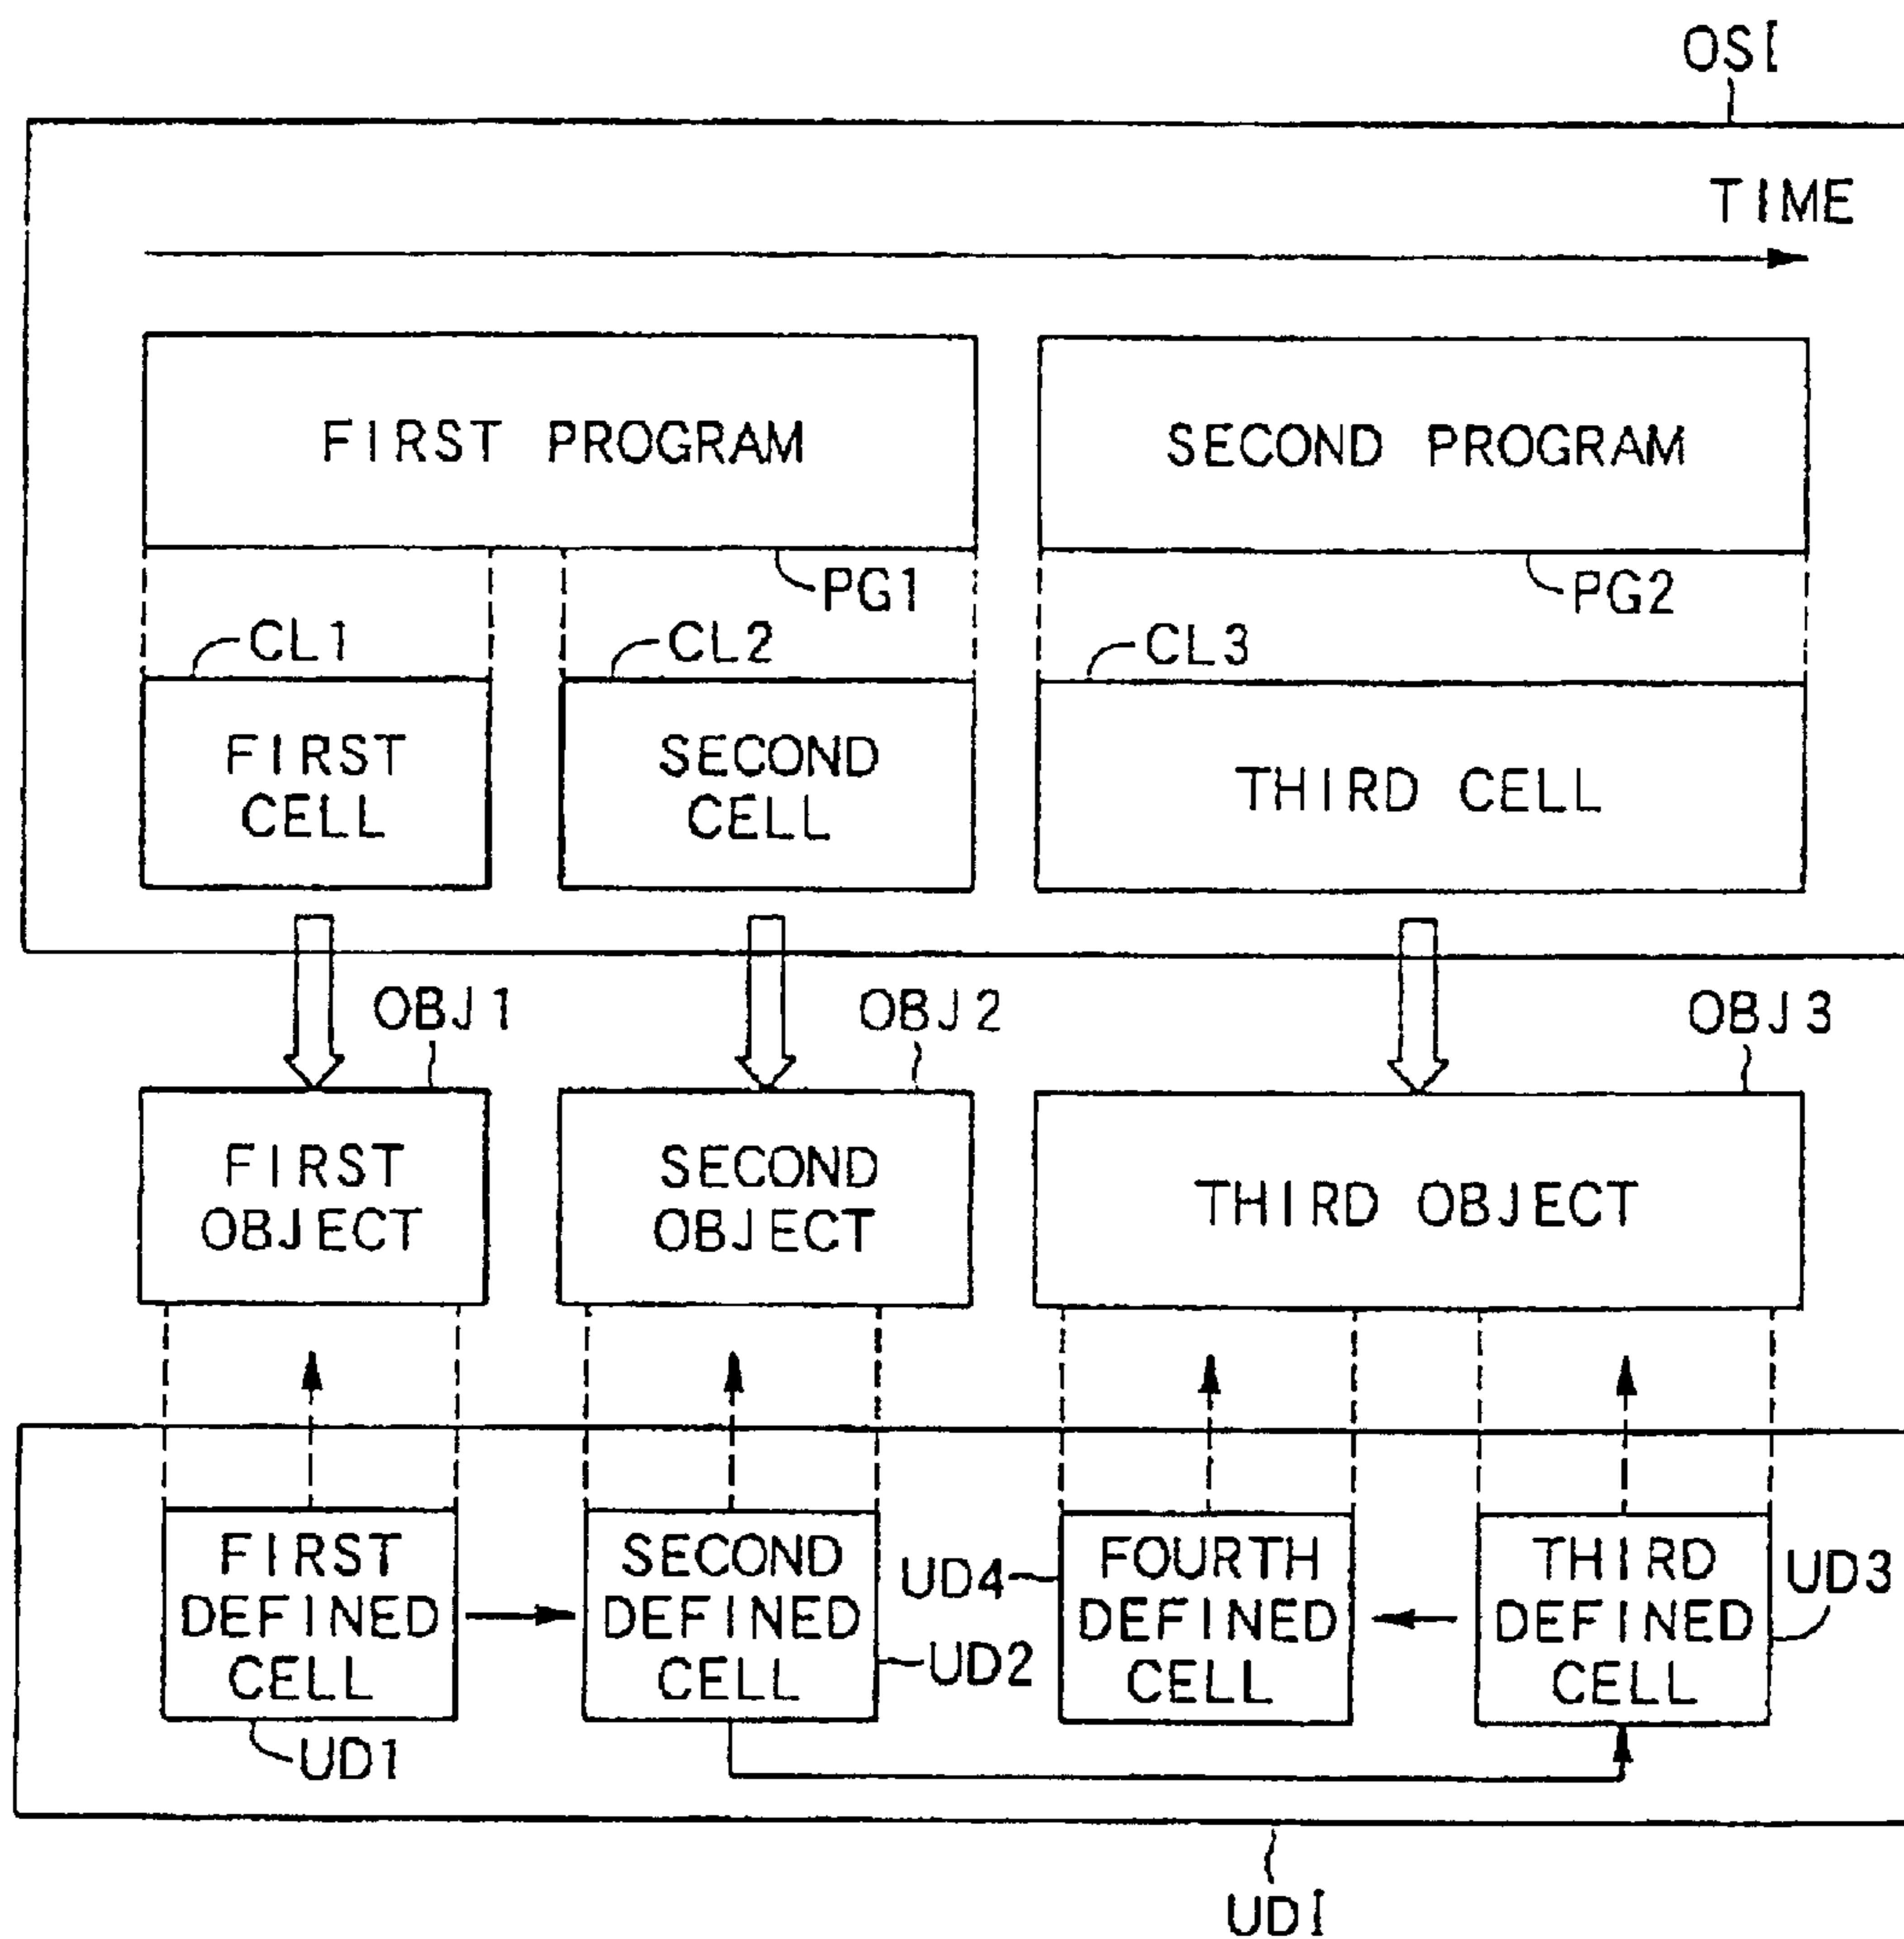 OSI
TIME
FIRST PROGRAM
SECOND PROGRAM
PG1
PG2
CL1
CL2
CL3
FIRST
CELL
SECOND
CELL
THIRD CELL
OBJ1
OBJ2
OBJ3
FIRST
OBJECT
SECOND
OBJECT
THIRD OBJECT
FIRST
DEFINED
CELL
SECOND
DEFINED
CELL
UD4
FOURTH
DEFINED
CELL
THIRD
DEFINED
CELL
UD3
UD2
UD1
UDI